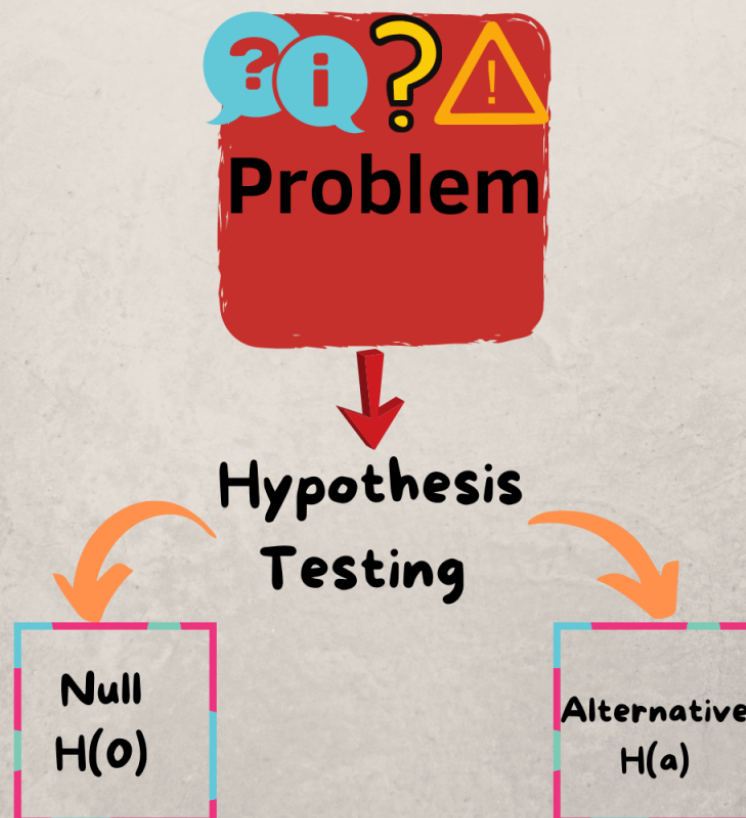 ? i ? !
Problem
Hypothesis
Testing
Null
H(0)
Alternative
H(a)